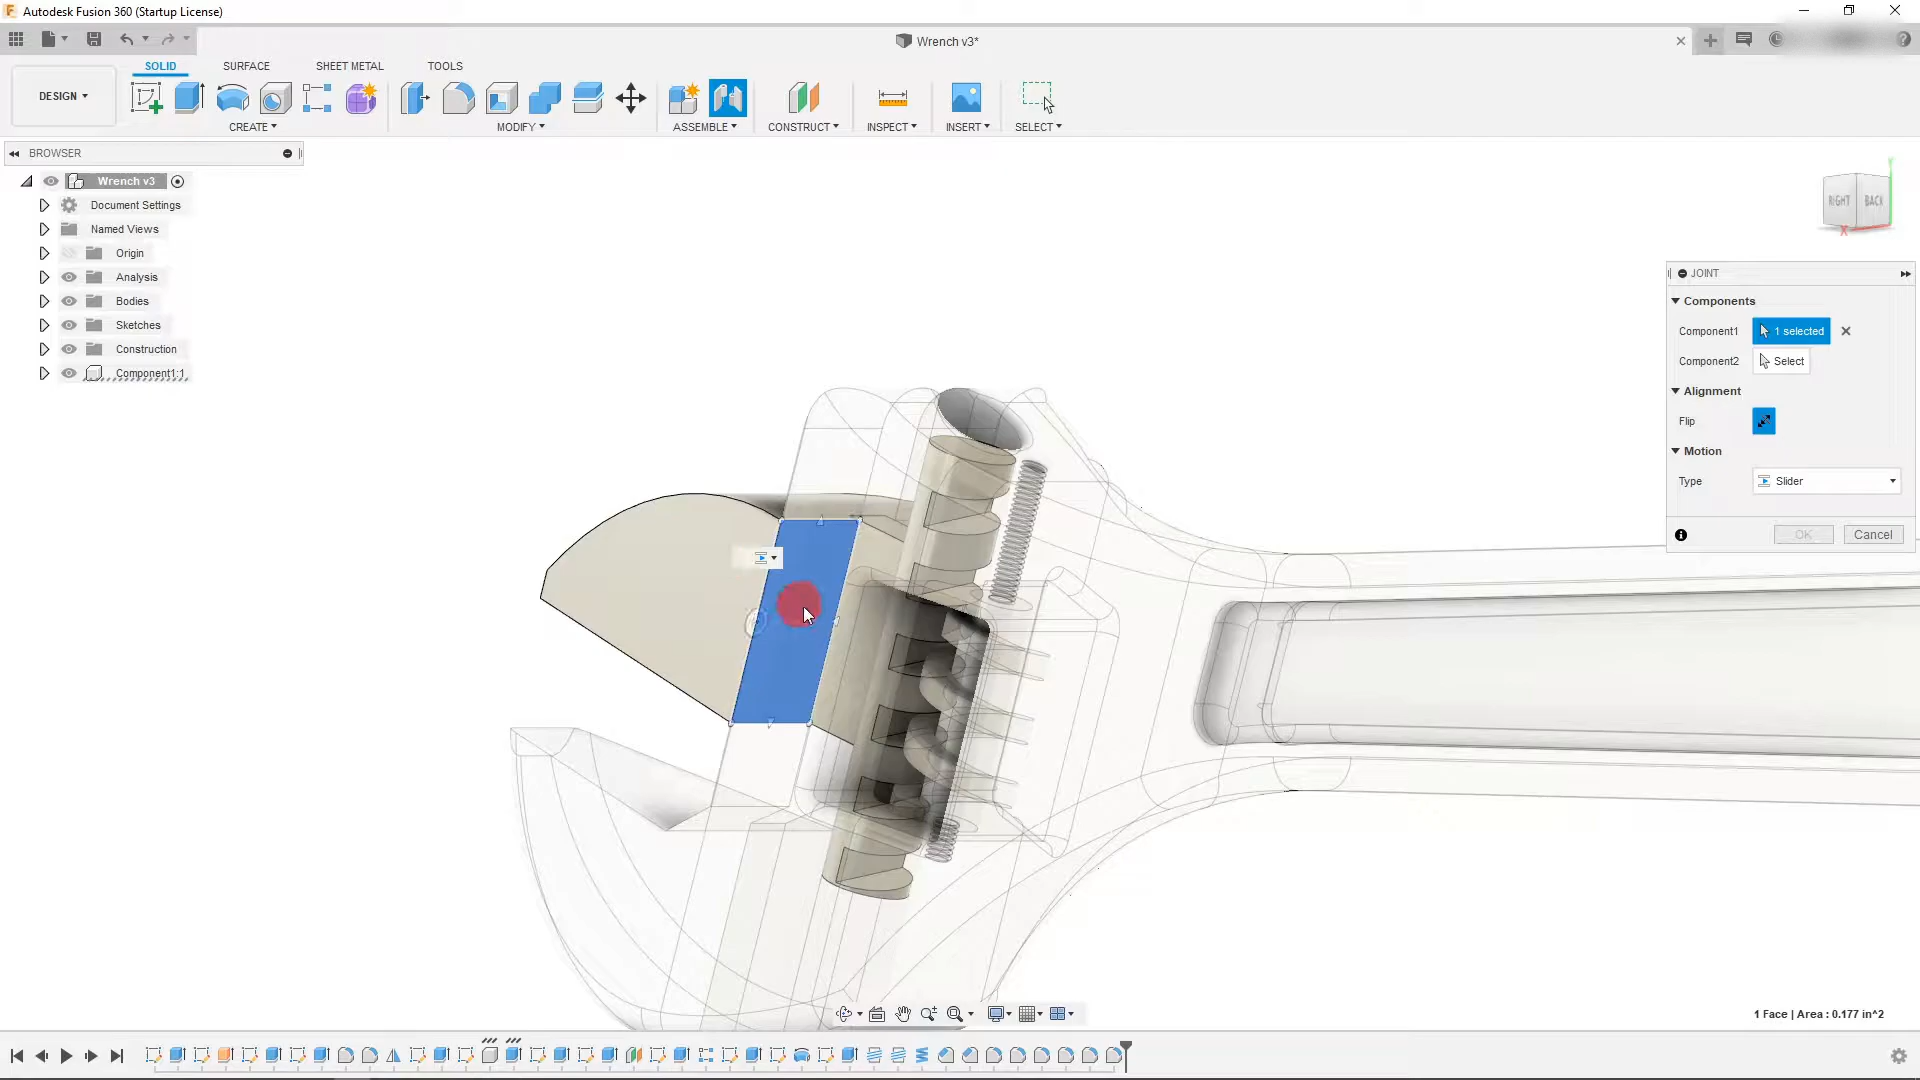 Autodesk Fusion 360 (Startup License)
Wrench v3*
SOLID SURFACE SHEET METAL TOOLS
DESIGN
CREATE MODIFY ASSEMBLE CONSTRUCT INSPECT INSERT SELECT
BROWSER
Wrench v3
Document Settings
Named Views
Origin
Analysis
Bodies
Sketches
Construction
Component1:1
RIGHT BACK
Y
X
JOINT
Components
Component1 1 selected
Component2 Select
Alignment
Flip
Motion
Type Slider
OK Cancel
1 Face | Area : 0.177 in^2